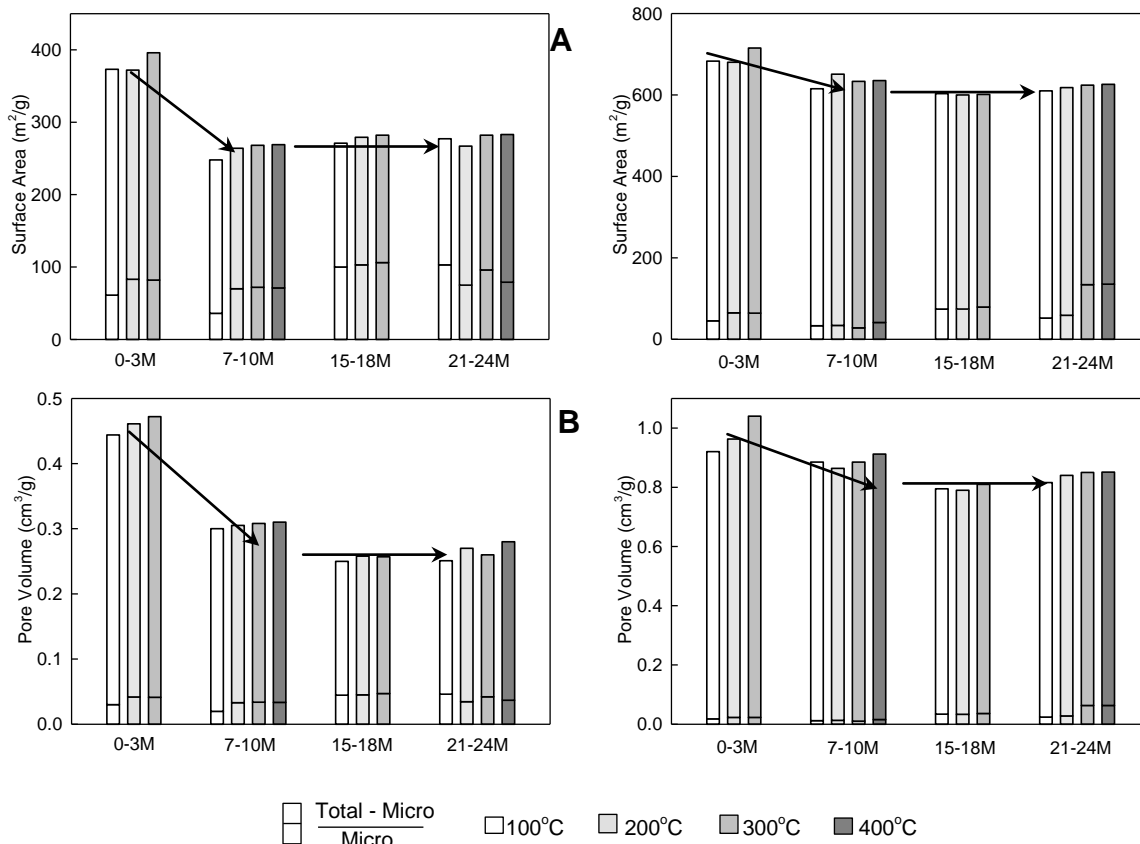 A
Surface Area (m²/g)
400
300
200
100
0
0-3M 7-10M 15-18M 21-24M
Surface Area (m²/g)
800
600
400
200
0
0-3M 7-10M 15-18M 21-24M
B
Pore Volume (cm³/g)
0.5
0.4
0.3
0.2
0.1
0.0
0-3M 7-10M 15-18M 21-24M
Pore Volume (cm³/g)
1.0
0.8
0.6
0.4
0.2
0.0
0-3M 7-10M 15-18M 21-24M
Total - Micro
Micro
100°C 200°C 300°C 400°C